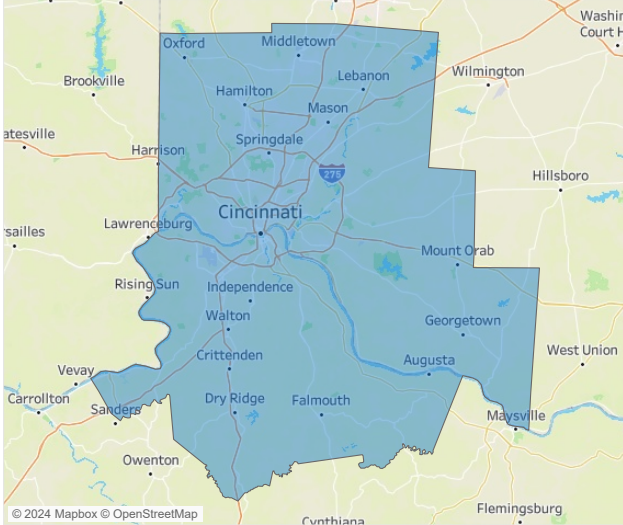 Washin
Court H
Oxford
Middletown
Brookville
Lebanon
Wilmington
Hamilton
Mason
atesville
Springdale
Harrison
275
Hillsboro
Cincinnati
Lawrenceburg
rsailles
Mount Orab
Rising Sun
Independence
Walton
Georgetown
Crittenden
West Union
Vevay
Augusta
Carrollton
Sanders
Dry Ridge
Falmouth
Maysville
Owenton
© 2024 Mapbox © OpenStreetMap
Cynthiana
Flemingsburg